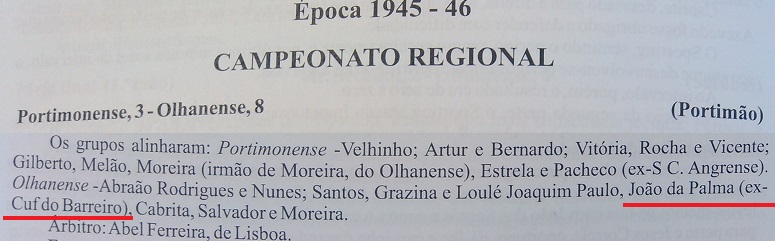 Época 1945 - 46
CAMPEONATO REGIONAL
Portimonense, 3 - Olhanense, 8 (Portimão)
Os grupos alinharam: Portimonense -Velhinho; Artur e Bernardo; Vitória, Rocha e Vicente;
Gilberto, Melão, Moreira (irmão de Moreira, do Olhanense), Estrela e Pacheco (ex-S C. Angrense).
Olhanense -Abraão Rodrigues e Nunes; Santos, Grazina e Loulé Joaquim Paulo, João da Palma (ex-
Cuf do Barreiro), Cabrita, Salvador e Moreira.
Árbitro: Abel Ferreira, de Lisboa.